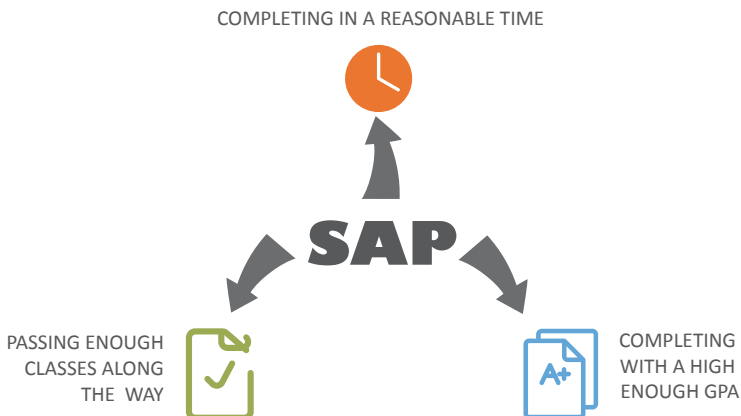 COMPLETING IN A REASONABLE TIME
SAP
PASSING ENOUGH
CLASSES ALONG
THE WAY
A+
COMPLETING
WITH A HIGH
ENOUGH GPA